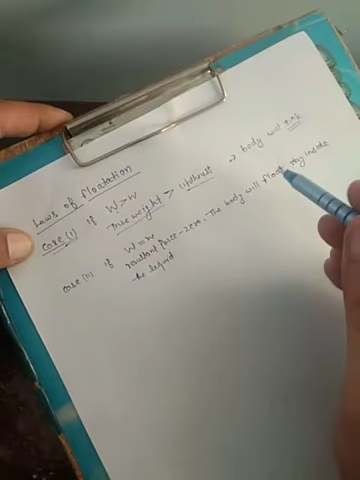 Laws of floatation
Case (I) if W > w
True weight > upthrust → body will sink
Case (II) if W = w
resultant force - zero. The body will float stay inside
the liquid